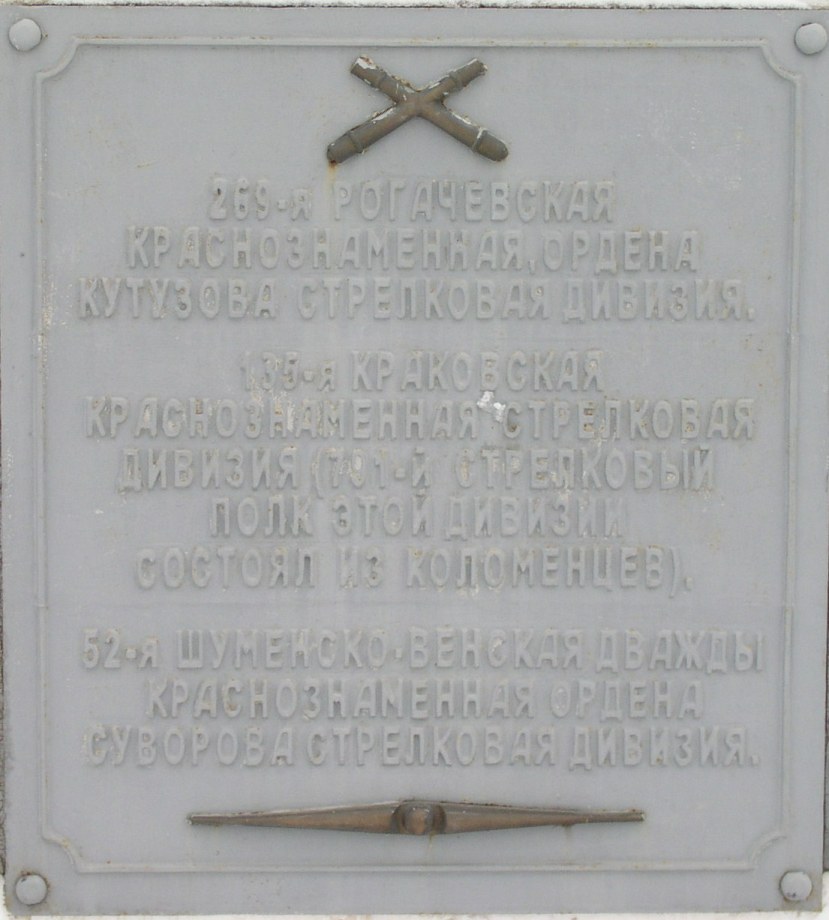 269-я РОГАЧЕВСКАЯ
КРАСНОЗНАМЕННАЯ, ОРДЕНА
КУТУЗОВА СТРЕЛКОВАЯ ДИВИЗИЯ.
135-я КРАКОВСКАЯ
КРАСНОЗНАМЕННАЯ СТРЕЛКОВАЯ
ДИВИЗИЯ (791-й СТРЕЛКОВЫЙ
ПОЛК ЭТОЙ ДИВИЗИИ
СОСТОЯЛ ИЗ КОЛОМЕНЦЕВ).
52-я ШУМЕНСКО-ВЕНСКАЯ ДВАЖДЫ
КРАСНОЗНАМЕННАЯ ОРДЕНА
СУВОРОВА СТРЕЛКОВАЯ ДИВИЗИЯ.